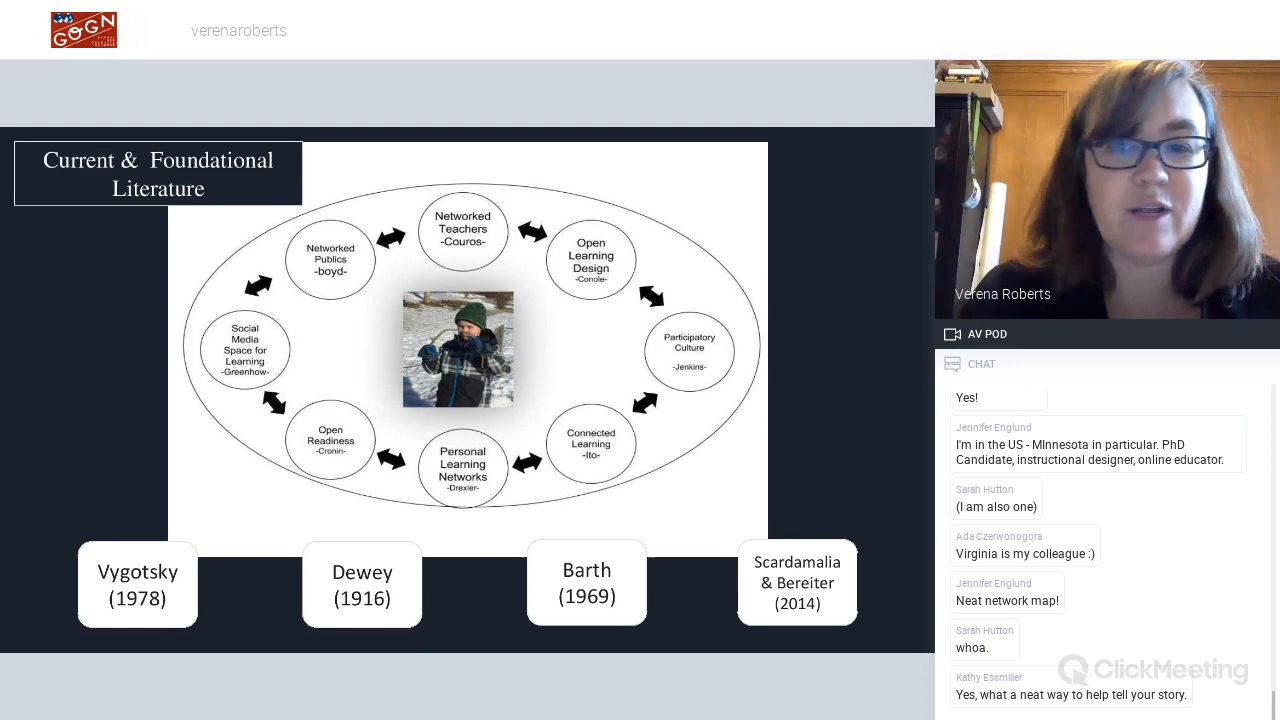 GOGN
verenaroberts
Current & Foundational
Literature
Networked
Teachers
-Couros-
Networked
Publics
-boyd-
Open
Learning
Design
-Conole-
Social
Media
Space for
Learning
-Greenhow-
Participatory
Culture
-Jenkins-
Open
Readiness
-Cronin-
Personal
Learning
Networks
-Drexler-
Connected
Learning
-Ito-
Vygotsky
(1978)
Dewey
(1916)
Barth
(1969)
Scardamalia
& Bereiter
(2014)
Verena Roberts
AV POD
CHAT
Yes!
Jennifer Englund
I'm in the US - MInnesota in particular. PhD
Candidate, instructional designer, online educator.
Sarah Hutton
(I am also one)
Ada Czerwonogora
Virginia is my colleague :)
Jennifer Englund
Neat network map!
Sarah Hutton
whoa.
Kathy Essmiller
Yes, what a neat way to help tell your story.
ClickMeeting